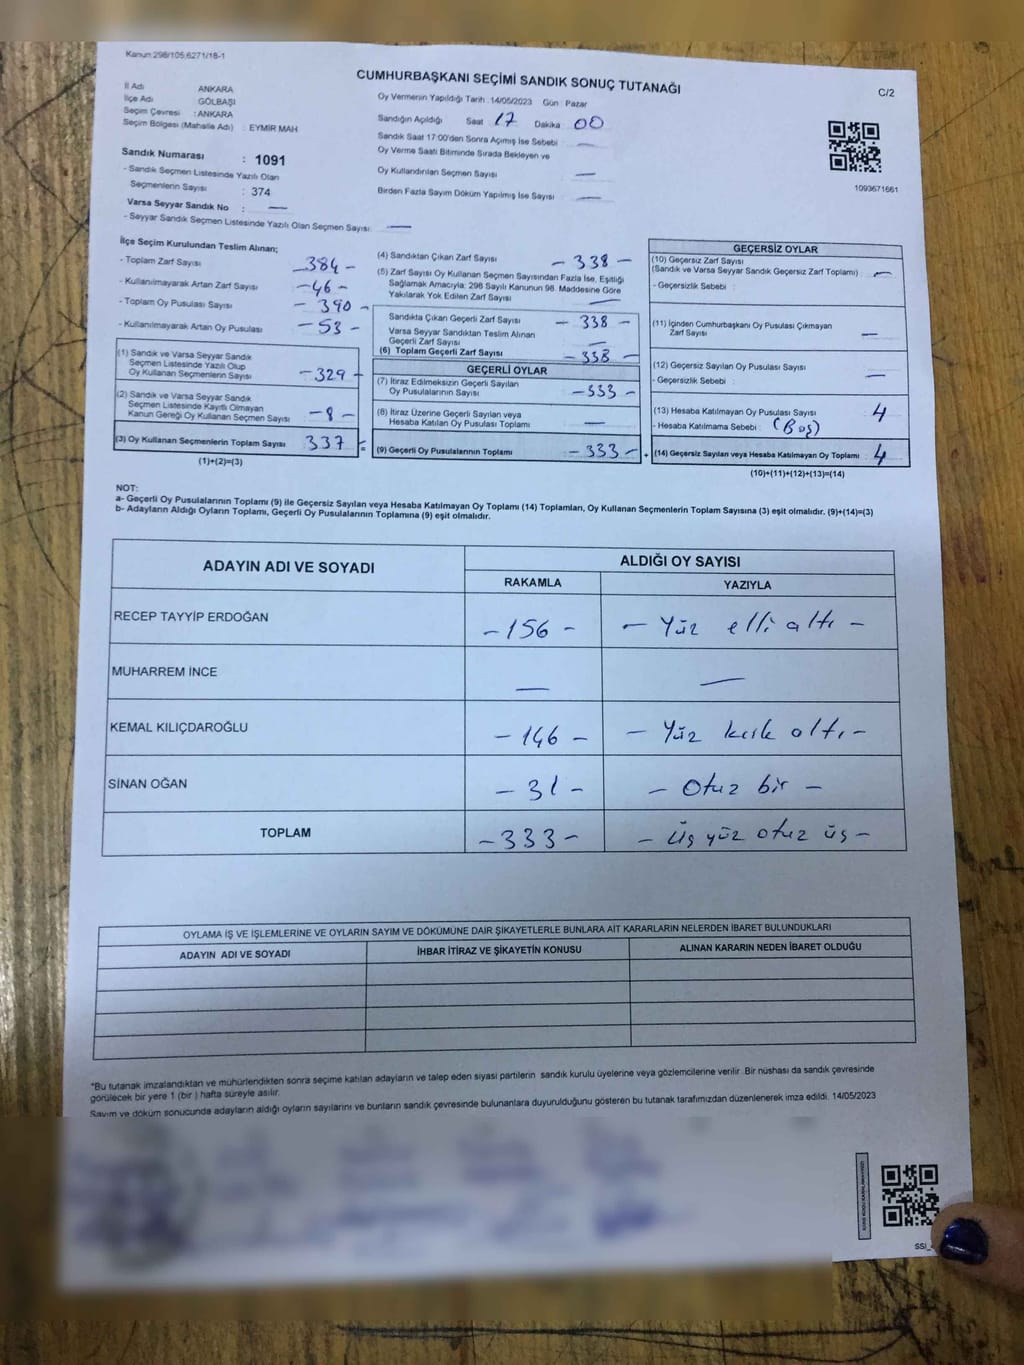 Kanun:298/105,6271/18-1
CUMHURBAŞKANI SEÇİMİ SANDIK SONUÇ TUTANAĞI
C/2
İl Adı ANKARA
İlçe Adı GÖLBAŞI
Seçim Çevresi : ANKARA
Seçim Bölgesi (Mahalle Adı) : EYMİR MAH
Oy Vermenin Yapıldığı Tarih : 14/05/2023 Gün : Pazar
Sandığın Açıldığı Saat 17 Dakika 00
Sandık Saat 17:00'den Sonra Açımış İse Sebebi —
Oy Verme Saati Bitiminde Sırada Bekleyen ve
Oy Kullandırılan Seçmen Sayısı —
Birden Fazla Sayım Döküm Yapılmış İse Sayısı —
1093671661
Sandık Numarası : 1091
- Sandık Seçmen Listesinde Yazılı Olan
Seçmenlerin Sayısı : 374
Varsa Seyyar Sandık No : —
- Seyyar Sandık Seçmen Listesinde Yazılı Olan Seçmen Sayısı: —
İlçe Seçim Kurulundan Teslim Alınan;
- Toplam Zarf Sayısı 384 -
- Kullanılmayarak Artan Zarf Sayısı -46-
- Toplam Oy Pusulası Sayısı - 390 -
- Kullanılmayarak Artan Oy Pusulası -53-
(1) Sandık ve Varsa Seyyar Sandık
Seçmen Listesinde Yazılı Olup
Oy Kullanan Seçmenlerin Sayısı -329-
(2) Sandık ve Varsa Seyyar Sandık
Seçmen Listesinde Kayıtlı Olmayan
Kanun Gereği Oy Kullanan Seçmen Sayısı -8-
(3) Oy Kullanan Seçmenlerin Toplam Sayısı 337 =
(1)+(2)=(3)
(4) Sandıktan Çıkan Zarf Sayısı - 338 -
(5) Zarf Sayısı Oy Kullanan Seçmen Sayısından Fazla İse, Eşitliği
Sağlamak Amacıyla; 298 Sayılı Kanunun 98. Maddesine Göre
Yakılarak Yok Edilen Zarf Sayısı —
Sandıkta Çıkan Geçerli Zarf Sayısı - 338 -
Varsa Seyyar Sandıktan Teslim Alınan
Geçerli Zarf Sayısı —
(6) Toplam Geçerli Zarf Sayısı - 338 -
GEÇERLİ OYLAR
(7) İtiraz Edilmeksizin Geçerli Sayılan
Oy Pusulalarının Sayısı -333-
(8) İtiraz Üzerine Geçerli Sayılan veya
Hesaba Katılan Oy Pusulaları Toplamı —
(9) Geçerli Oy Pusulalarının Toplamı - 333 - +
GEÇERSİZ OYLAR
(10) Geçersiz Zarf Sayısı
(Sandık ve Varsa Seyyar Sandık Geçersiz Zarf Toplamı) —
- Geçersizlik Sebebi :
(11) İçinden Cumhurbaşkanı Oy Pusulası Çıkmayan
Zarf Sayısı —
(12) Geçersiz Sayılan Oy Pusulası Sayısı —
- Geçersizlik Sebebi :
(13) Hesaba Katılmayan Oy Pusulası Sayısı 4
- Hesaba Katılmama Sebebi : (Boş)
(14) Geçersiz Sayılan veya Hesaba Katılmayan Oy Toplamı : 4
(10)+(11)+(12)+(13)=(14)
NOT:
a- Geçerli Oy Pusulalarının Toplamı (9) ile Geçersiz Sayılan veya Hesaba Katılmayan Oy Toplamı (14) Toplamları, Oy Kullanan Seçmenlerin Toplam Sayısına (3) eşit olmalıdır. (9)+(14)=(3)
b- Adayların Aldığı Oyların Toplamı, Geçerli Oy Pusulalarının Toplamına (9) eşit olmalıdır.
ADAYIN ADI VE SOYADI
ALDIĞI OY SAYISI
RAKAMLA YAZIYLA
RECEP TAYYİP ERDOĞAN -156- - Yüz elli altı -
MUHARREM İNCE — —
KEMAL KILIÇDAROĞLU - 146 - - Yüz kırk altı -
SİNAN OĞAN - 31 - - Otuz bir -
TOPLAM -333- - Üç yüz otuz üç -
OYLAMA İŞ VE İŞLEMLERİNE VE OYLARIN SAYIM VE DÖKÜMÜNE DAİR ŞİKAYETLERLE BUNLARA AİT KARARLARIN NELERDEN İBARET BULUNDUKLARI
ADAYIN ADI VE SOYADI İHBAR İTİRAZ VE ŞİKAYETİN KONUSU ALINAN KARARIN NEDEN İBARET OLDUĞU
*Bu tutanak imzalandıktan ve mühürlendikten sonra seçime katılan adayların ve talep eden siyasi partilerin sandık kurulu üyelerine veya gözlemcilerine verilir .Bir nüshası da sandık çevresinde
görülecek bir yere 1 (bir ) hafta süreyle asılır.
Sayım ve döküm sonucunda adayların aldığı oyların sayılarını ve bunların sandık çevresinde bulunanlara duyurulduğunu gösteren bu tutanak tarafımızdan düzenlenerek imza edildi. 14/05/2023